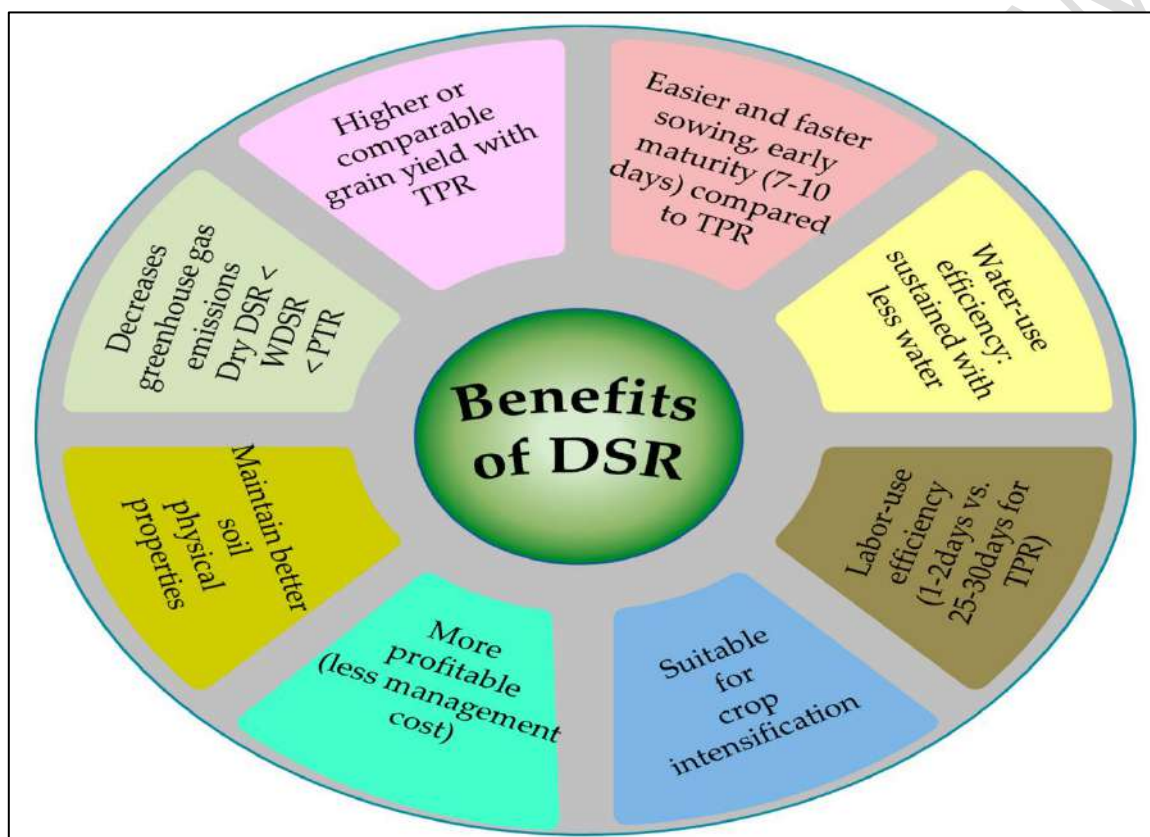 Benefits
of DSR
Higher or
comparable
grain yield with
TPR
Easier and faster
sowing, early
maturity (7-10
days) compared
to TPR
Water-use
efficiency:
sustained with
less water
Labor-use
efficiency
(1-2days vs.
25-30days for
TPR)
Suitable
for
crop
intensification
More
profitable
(less management
cost)
Maintain better
soil
physical
properties
Decreases
greenhouse gas
emissions
Dry DSR <
WDSR
< PTR